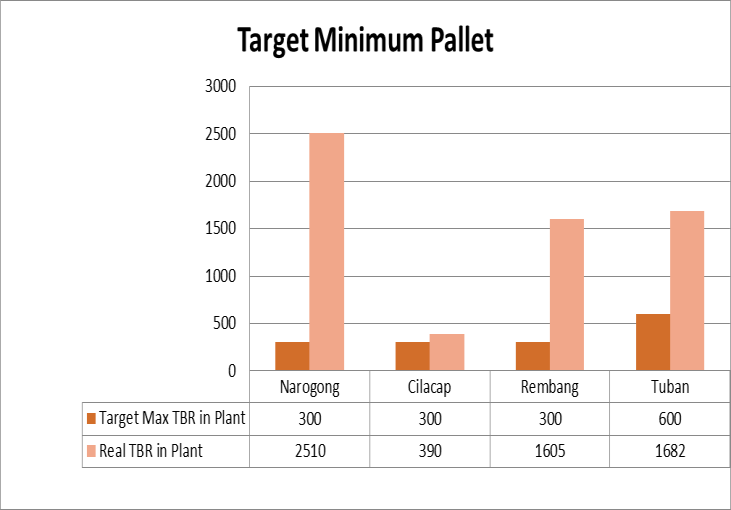 Target Minimum Pallet
3000
2500
2000
1500
1000
500
0
Narogong Cilacap Rembang Tuban
Target Max TBR in Plant 300 300 300 600
Real TBR in Plant 2510 390 1605 1682